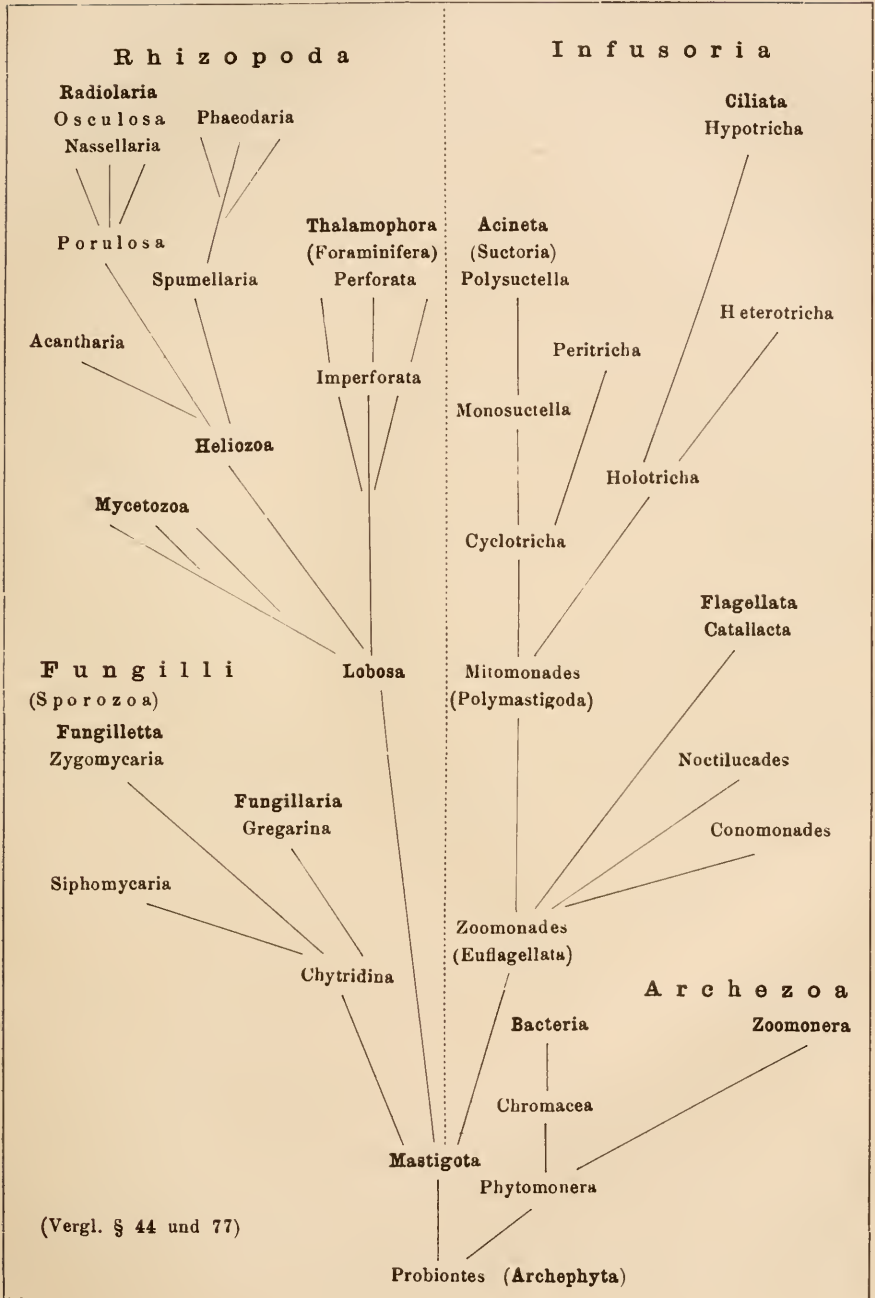 Rhizopoda
Radiolaria
Osculosa
Nassellaria
Phaeodaria
Porulosa
Spumellaria
Acantharia
Thalamophora
(Foraminifera)
Perforata
Imperforata
Heliozoa
Mycetozoa
Lobosa
Fungilli
(Sporozoa)
Fungilletta
Zygomycaria
Fungillaria
Gregarina
Siphomycaria
Chytridina
Infusoria
Ciliata
Hypotricha
Acineta
(Suctoria)
Polysuctella
Heterotricha
Peritricha
Monosuctella
Holotricha
Cyclotricha
Flagellata
Catallacta
Mitomonades
(Polymastigoda)
Noctilucades
Conomonades
Zoomonades
(Euflagellata)
Archezoa
Bacteria
Zoomonera
Chromacea
Mastigota
Phytomonera
(Vergl. § 44 und 77)
Probiontes (Archephyta)